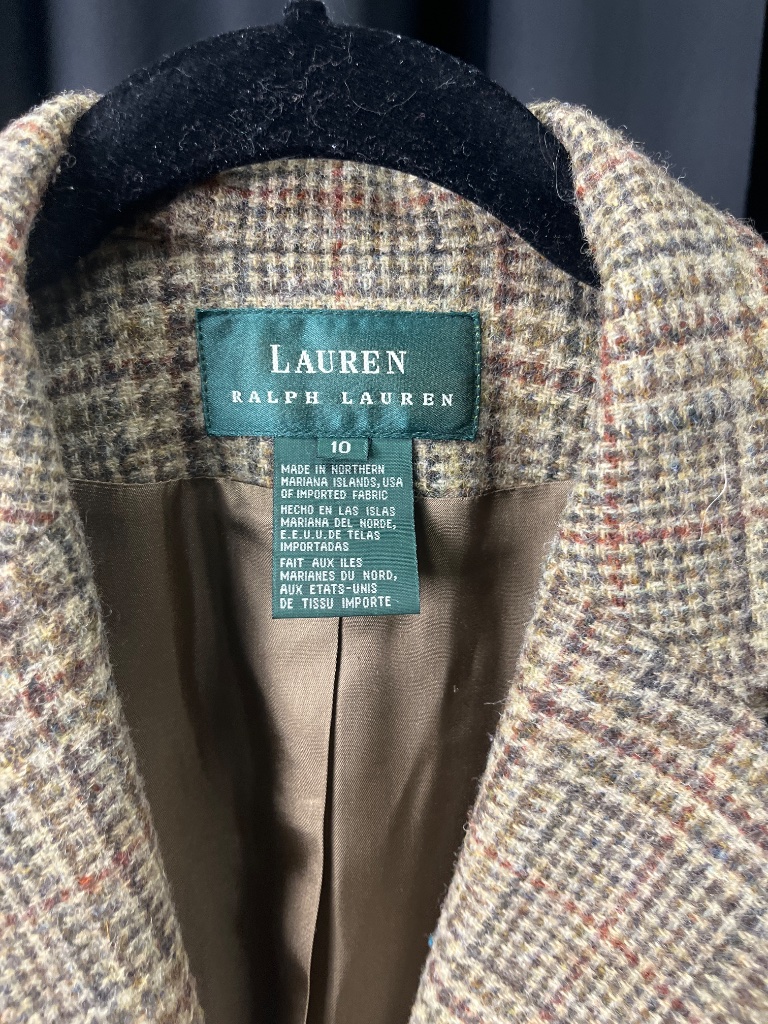 LAUREN
RALPH LAUREN
10
MADE IN NORTHERN
MARIANA ISLANDS, USA
OF IMPORTED FABRIC
HECHO EN LAS ISLAS
MARIANA DEL NORDE,
E.E.U.U. DE TELAS
IMPORTADAS
FAIT AUX ILES
MARIANES DU NORD,
AUX ETATS-UNIS
DE TISSU IMPORTE